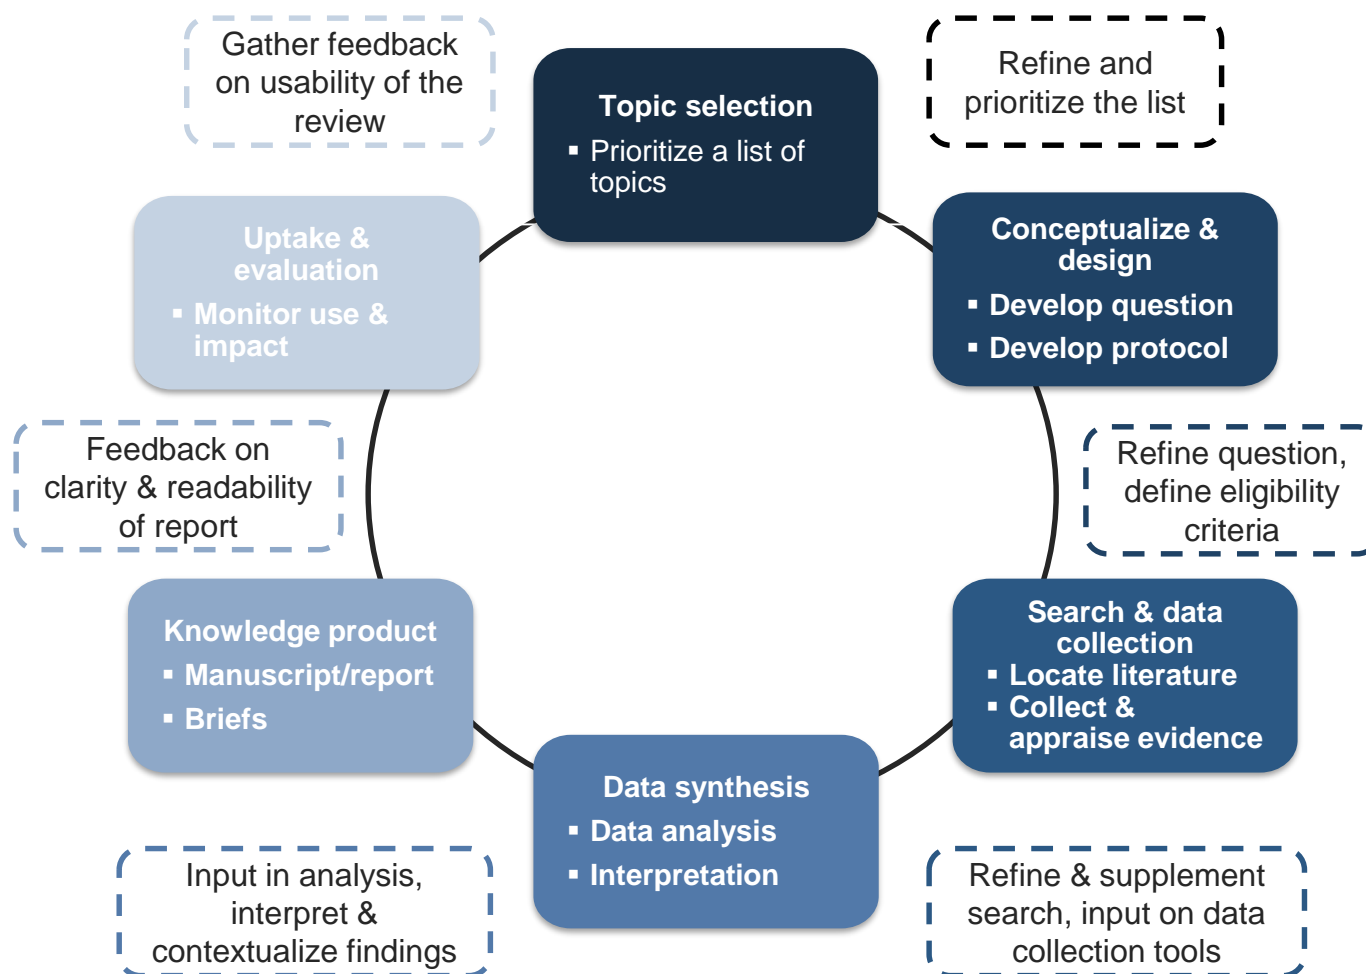 Gather feedback
on usability of the
review
Topic selection
▪ Prioritize a list of
topics
Refine and
prioritize the list
Uptake &
evaluation
▪ Monitor use &
impact
Conceptualize &
design
▪ Develop question
▪ Develop protocol
Feedback on
clarity & readability
of report
Refine question,
define eligibility
criteria
Knowledge product
▪ Manuscript/report
▪ Briefs
Search & data
collection
▪ Locate literature
▪ Collect &
appraise evidence
Data synthesis
▪ Data analysis
▪ Interpretation
Input in analysis,
interpret &
contextualize findings
Refine & supplement
search, input on data
collection tools